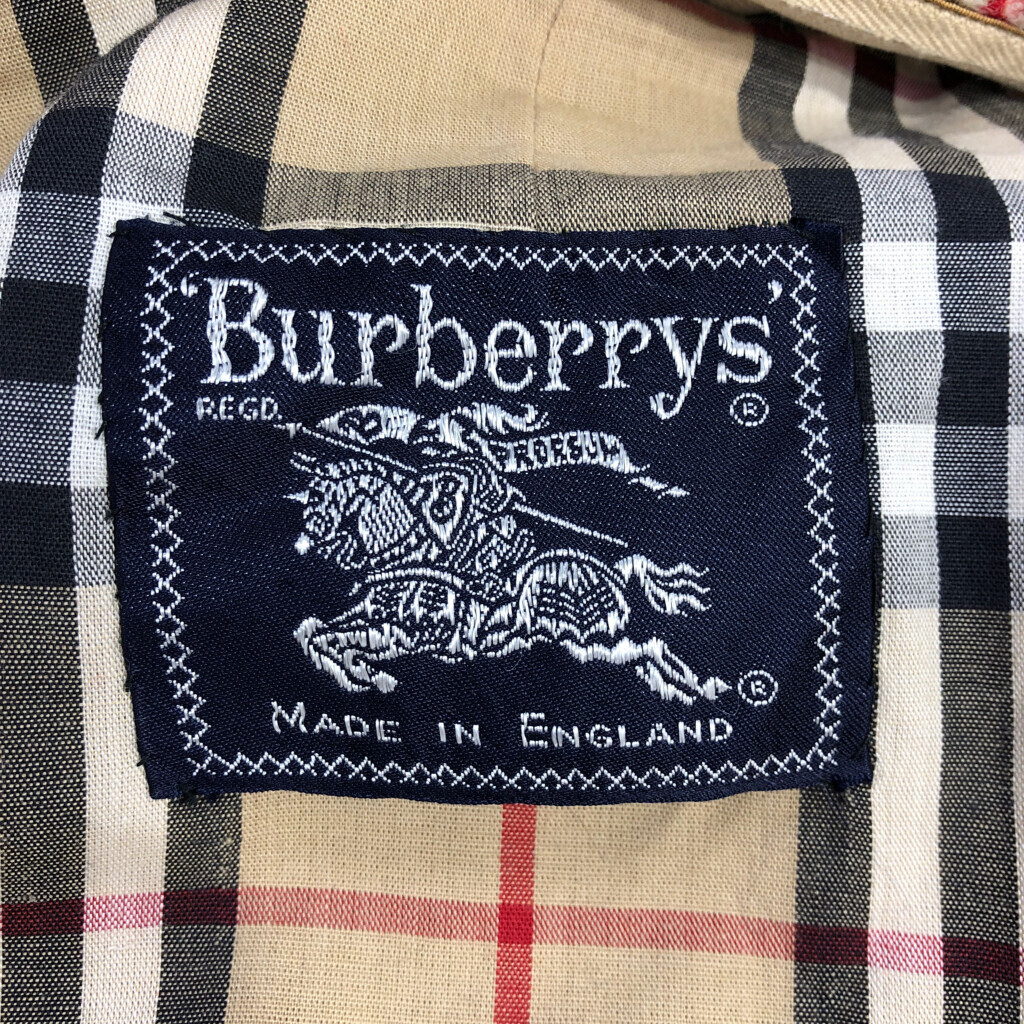 'Burberrys'
REGD. ®
PRORSUM
®
MADE IN ENGLAND